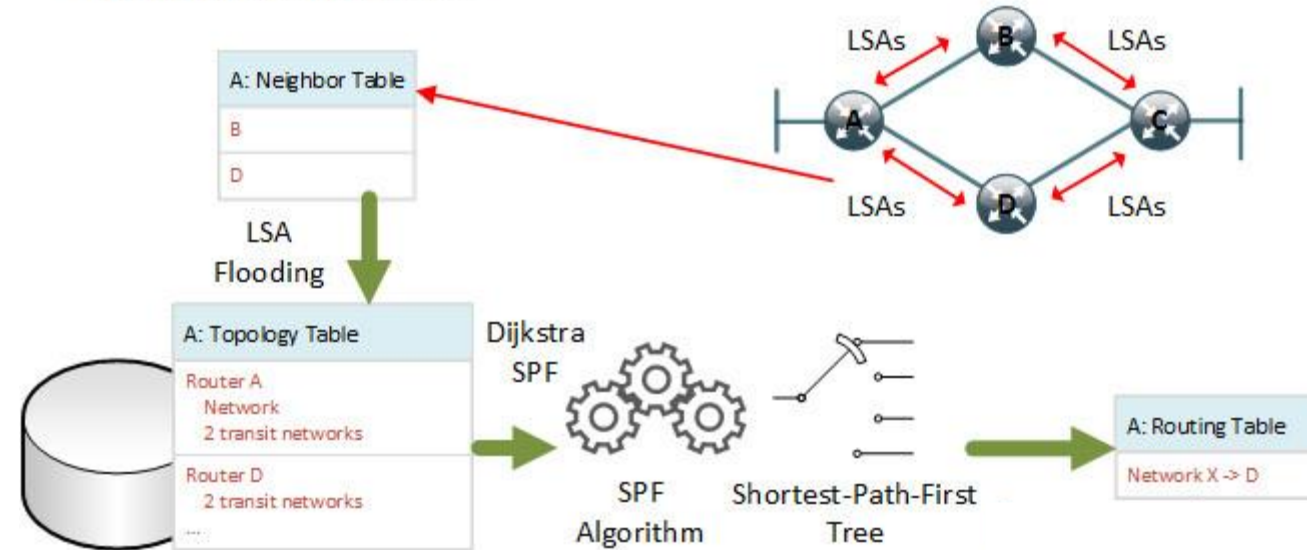 LSAs
B
LSAs
A
C
LSAs
D
LSAs
A: Neighbor Table
B
D
LSA
Flooding
A: Topology Table
Router A
Network
2 transit networks
Router D
2 transit networks
...
Dijkstra
SPF
SPF
Algorithm
Shortest-Path-First
Tree
A: Routing Table
Network X -> D